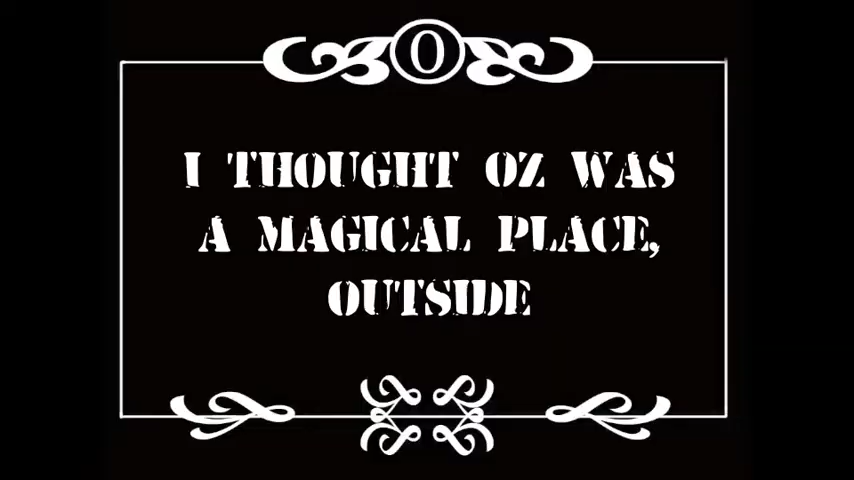 O
I THOUGHT OZ WAS
A MAGICAL PLACE,
OUTSIDE